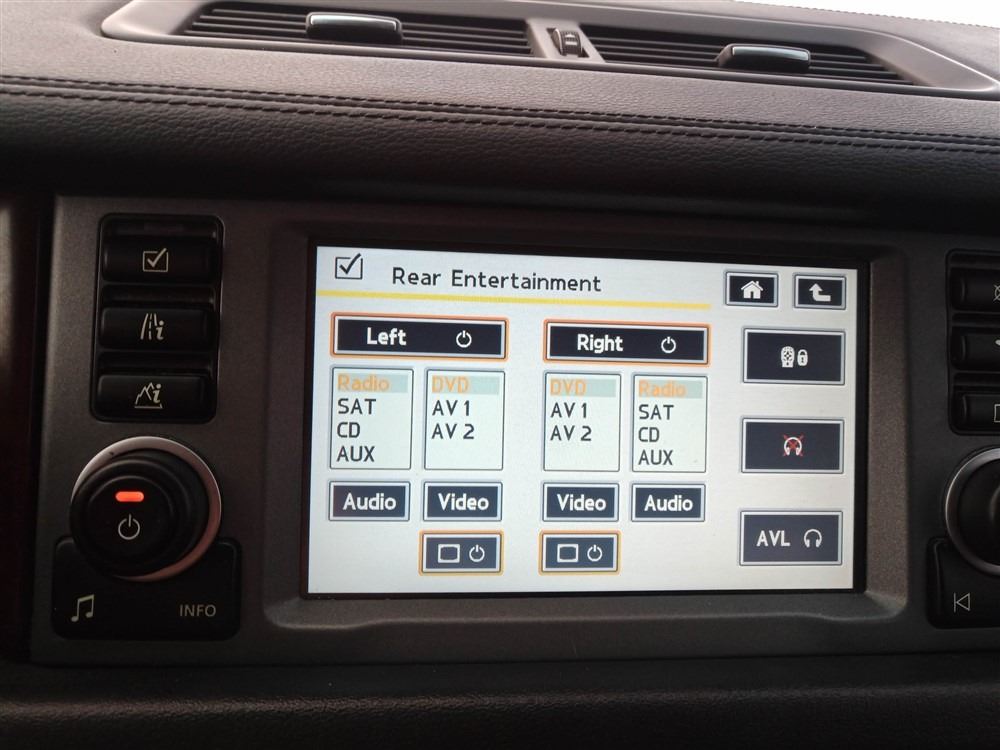 Rear Entertainment
Left
Right
Radio
SAT
CD
AUX
DVD
AV 1
AV 2
DVD
AV 1
AV 2
Radio
SAT
CD
AUX
Audio
Video
Video
Audio
AVL
i
i
INFO